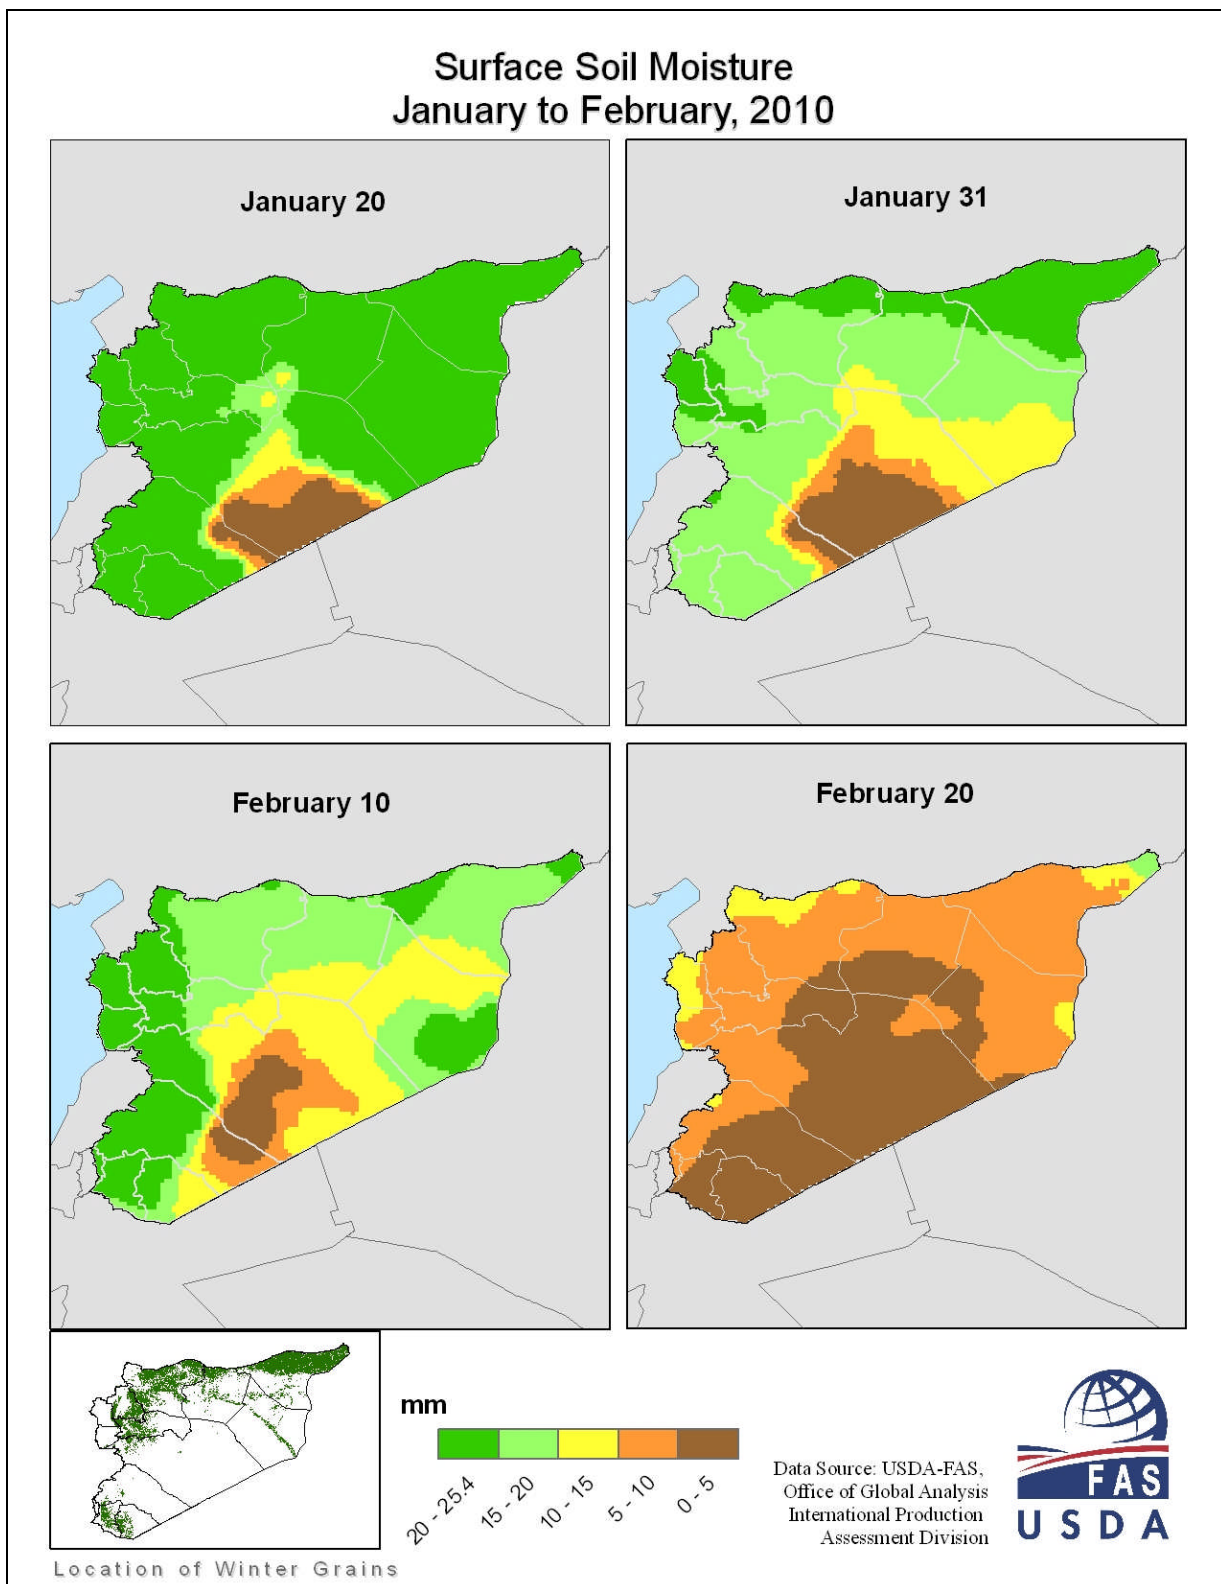 Surface Soil Moisture
January to February, 2010
January 20
January 31
February 10
February 20
mm
20 - 25.4
15 - 20
10 - 15
5 - 10
0 - 5
Location of Winter Grains
Data Source: USDA-FAS,
Office of Global Analysis
International Production
Assessment Division
FAS
USDA